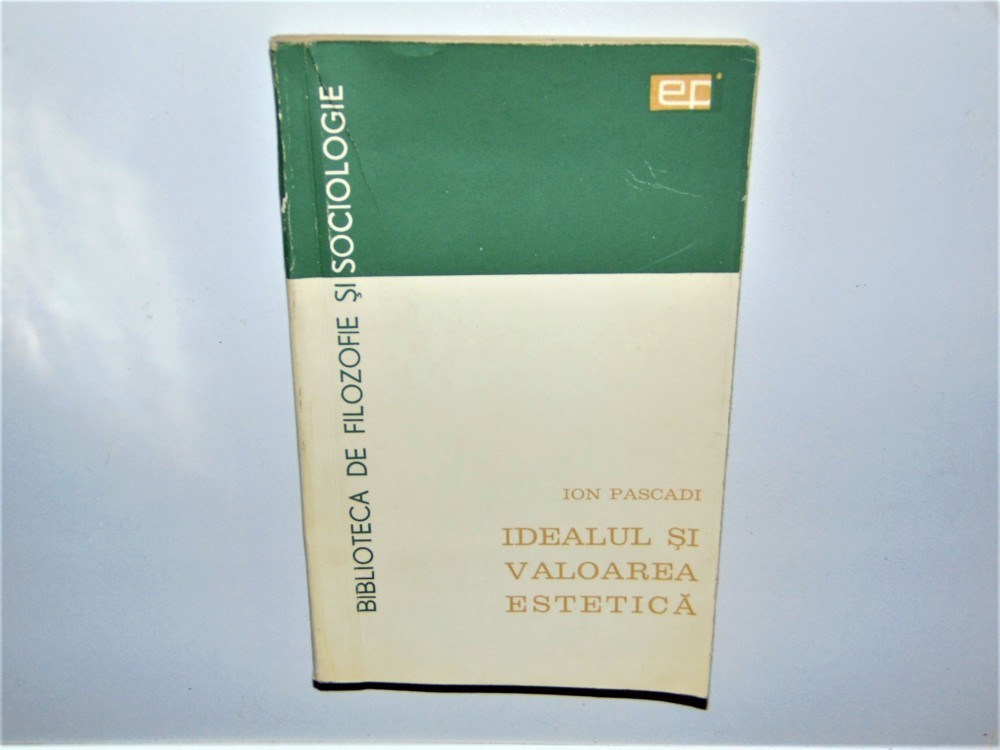 ep
BIBLIOTECA DE FILOZOFIE ŞI SOCIOLOGIE
ION PASCADI
IDEALUL ŞI
VALOAREA
ESTETICĂ